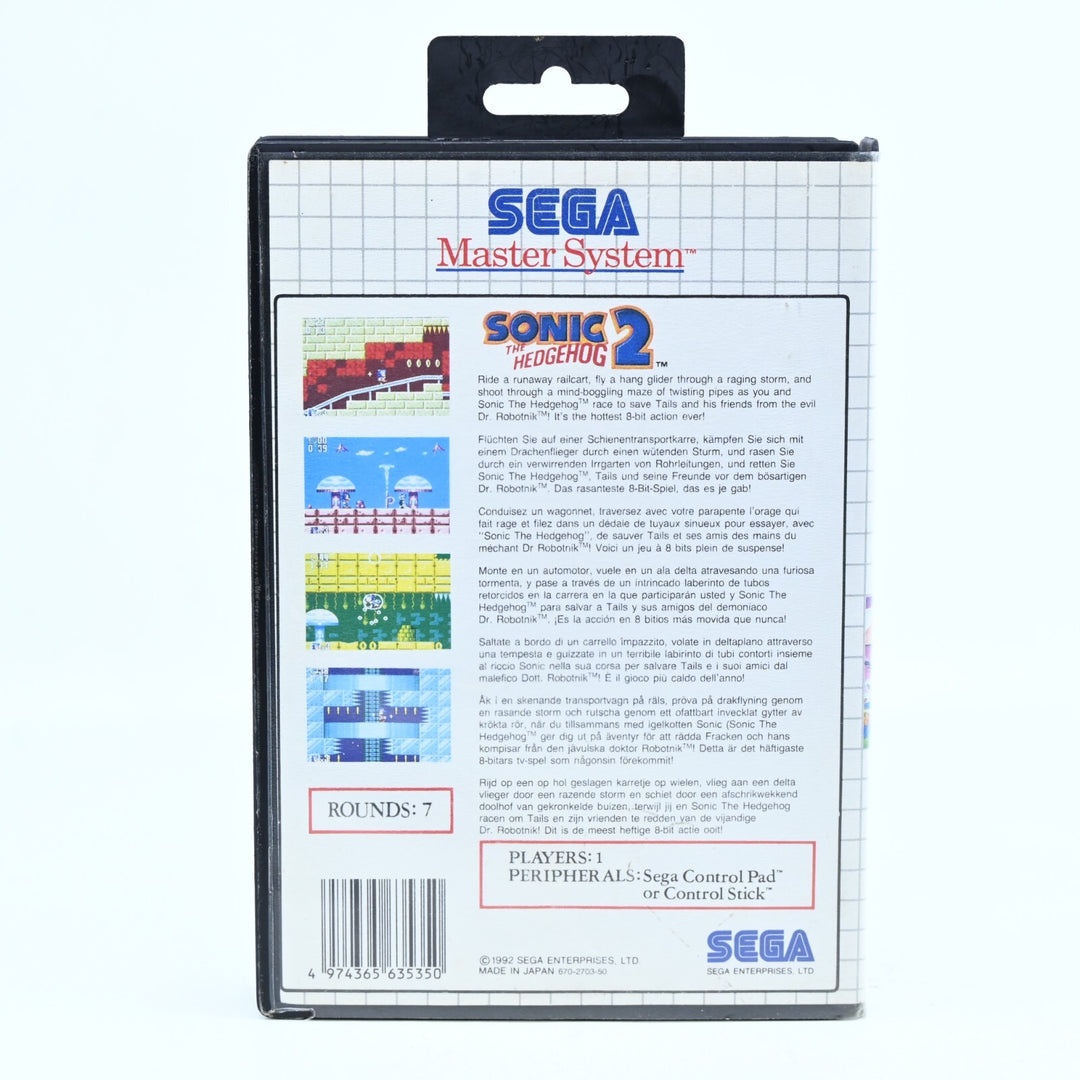 SEGA
Master System™
SONIC
THE
HEDGEHOG 2™
Ride a runaway railcart, fly a hang glider through a raging storm, and
shoot through a mind-boggling maze of twisting pipes as you and
Sonic The Hedgehog™ race to save Tails and his friends from the evil
Dr. Robotnik™! It's the hottest 8-bit action ever!
Flüchten Sie auf einer Schienentransportkarre, kämpfen Sie sich mit
einem Drachenflieger durch einen wütenden Sturm, und rasen Sie
durch ein verwirrenden Irrgarten von Rohrleitungen, und retten Sie
Sonic The Hedgehog™, Tails und seine Freunde vor dem bösartigen
Dr. Robotnik™. Das rasanteste 8-Bit-Spiel, das es je gab!
Conduisez un wagonnet, traversez avec votre parapente l'orage qui
fait rage et filez dans un dédale de tuyaux sinueux pour essayer, avec
"Sonic The Hedgehog", de sauver Tails et ses amis des mains du
méchant Dr Robotnik™! Voici un jeu à 8 bits plein de suspense!
Monte en un automotor, vuele en un ala delta atravesando una furiosa
tormenta, y pase a través de un intrincado laberinto de tubos
retorcidos en la carrera en la que participarán usted y Sonic The
Hedgehog™ para salvar a Tails y sus amigos del demoniaco
Dr. Robotnik™. ¡Es la acción en 8 bitios más movida que nunca!
Saltate a bordo di un carrello impazzito, volate in deltaplano attraverso
una tempesta e guizzate in un terribile labirinto di tubi contorti insieme
al riccio Sonic nella sua corsa per salvare Tails e i suoi amici dal
malefico Dott. Robotnik™! È il gioco più caldo dell'anno!
Åk i en skenande transportvagn på räls, pröva på drakflyning genom
en rasande storm och rutscha genom ett ofattbart invecklat gytter av
krökta rör, när du tillsammans med igelkotten Sonic (Sonic The
Hedgehog™ ger dig ut på äventyr för att rädda Fracken och hans
kompisar från den jävulska doktor Robotnik™! Detta är det häftigaste
8-bitars tv-spel som någonsin förekommit!
Rijd op een op hol geslagen karretje op wielen, vlieg aan een delta
vlieger door een razende storm en schiet door een afschrikwekkend
doolhof van gekronkelde buizen, terwijl jij en Sonic The Hedgehog
racen om Tails en zijn vrienden te redden van de vijandige
Dr. Robotnik! Dit is de meest heftige 8-bit actie ooit!
ROUNDS: 7
PLAYERS: 1
PERIPHERALS: Sega Control Pad™
or Control Stick™
4 974365 635350
©1992 SEGA ENTERPRISES, LTD.
MADE IN JAPAN 670-2703-50
SEGA
SEGA ENTERPRISES, LTD.